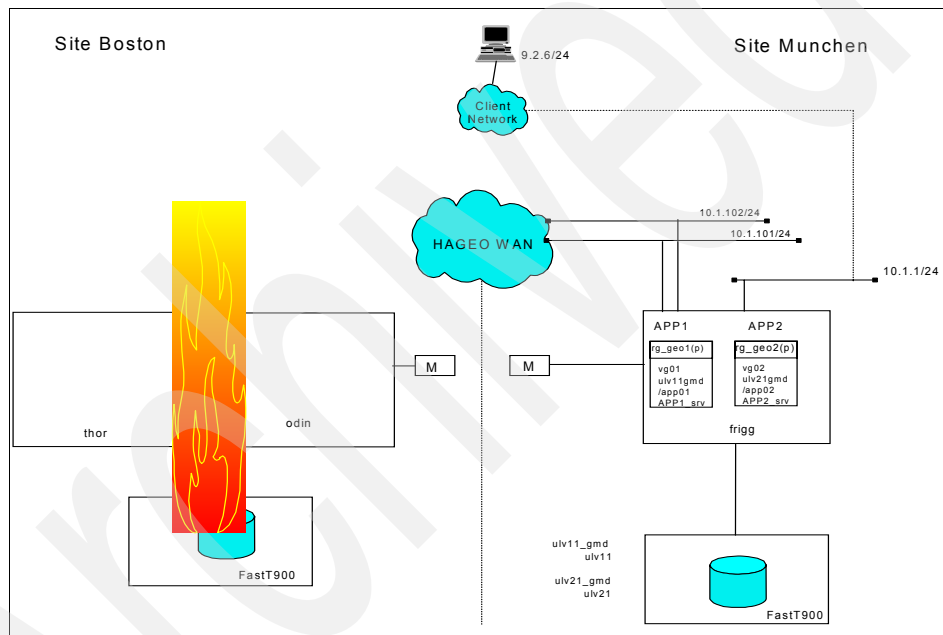 Site Boston
Site Munchen
9.2.6/24
Client
Network
10.1.102/24
10.1.101/24
HAGEO WAN
10.1.1/24
APP1
APP2
rg_geo1(p)
vg01
ulv11gmd
/app01
APP1_srv
rg_geo2(p)
vg02
ulv21gmd
/app02
APP2_srv
M
M
thor
odin
frigg
ulv11_gmd
ulv11
ulv21_gmd
ulv21
FastT900
FastT900
Archived